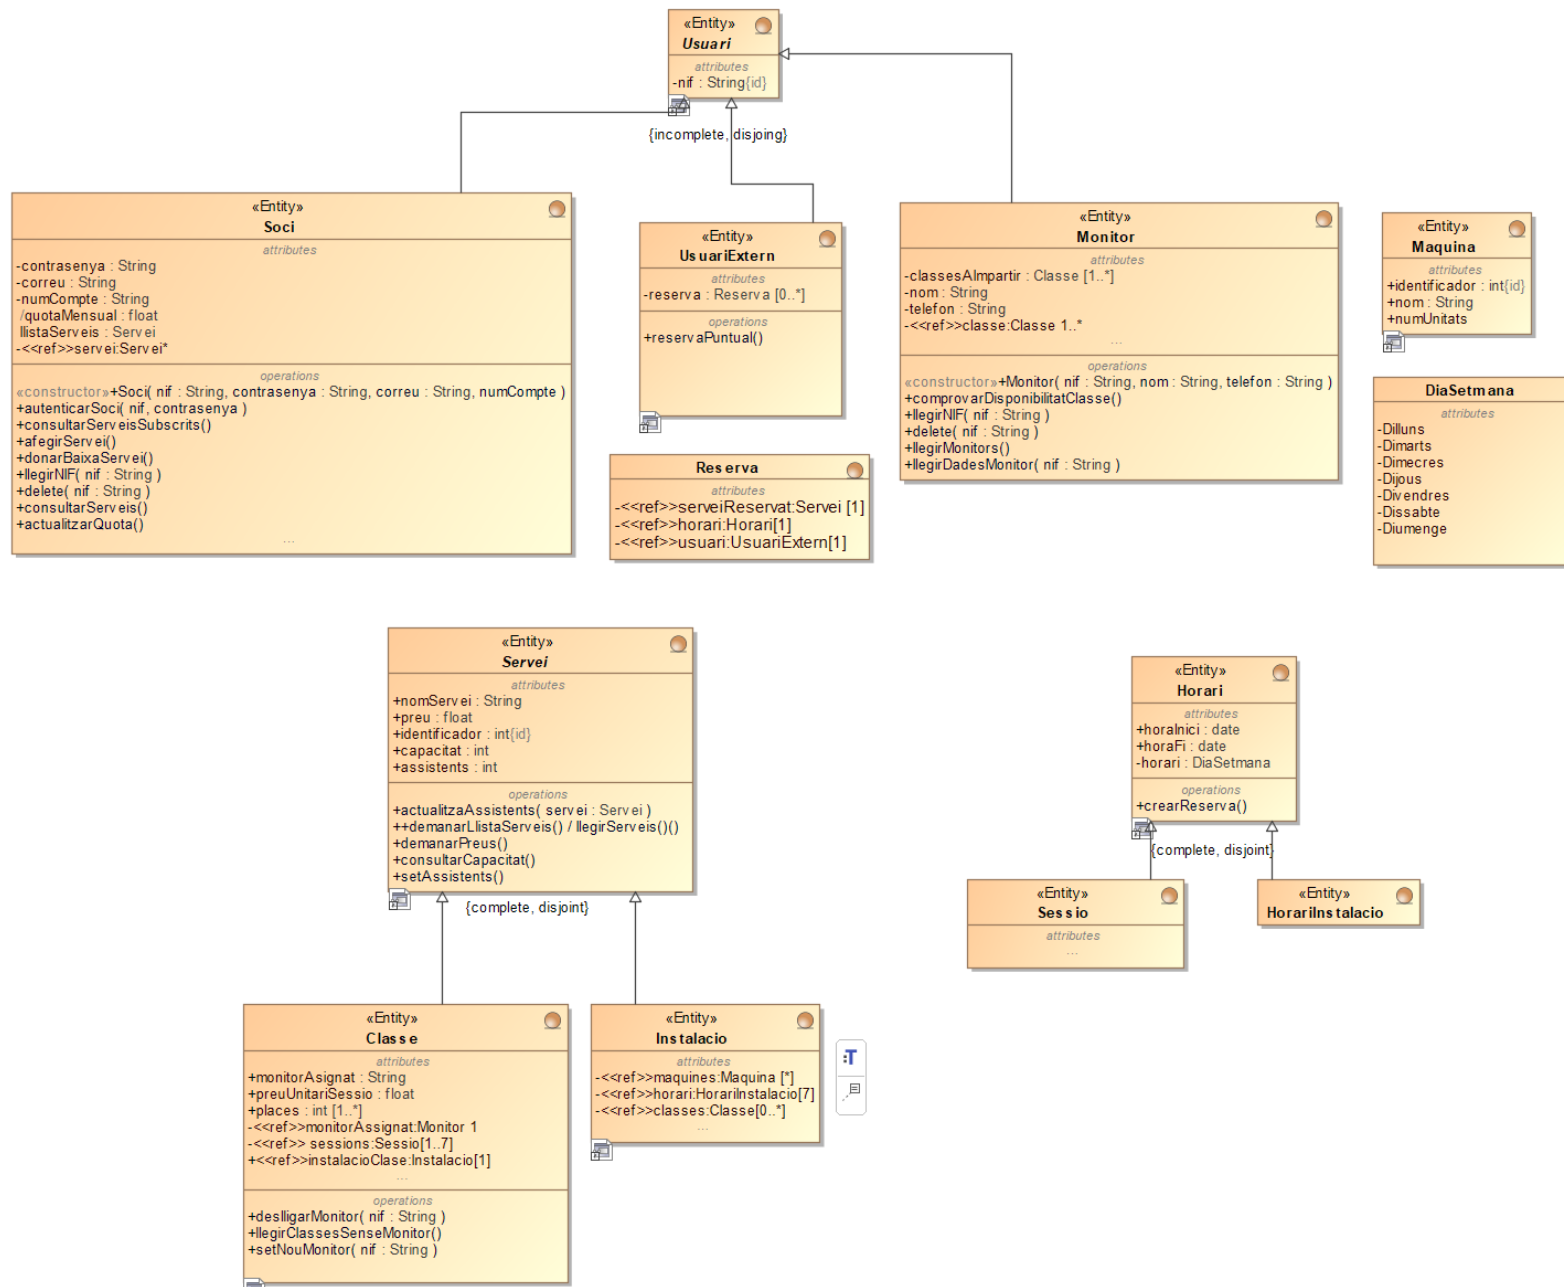 «Entity»
Usuari
attributes
-nif : String{id}
{incomplete, disjoing}
«Entity»
Soci
attributes
-contrasenya : String
-correu : String
-numCompte : String
/quotaMensual : float
llistaServeis : Servei
-<<ref>>servei:Servei*
operations
«constructor»+Soci( nif : String, contrasenya : String, correu : String, numCompte )
+autenticarSoci( nif, contrasenya )
+consultarServeisSubscrits()
+afegirServei()
+donarBaixaServei()
+llegirNIF( nif : String )
+delete( nif : String )
+consultarServeis()
+actualitzarQuota()
...
«Entity»
UsuariExtern
attributes
-reserva : Reserva [0..*]
operations
+reservaPuntual()
Reserva
attributes
-<<ref>>serveiReservat:Servei [1]
-<<ref>>horari:Horari[1]
-<<ref>>usuari:UsuariExtern[1]
«Entity»
Monitor
attributes
-classesAImpartir : Classe [1..*]
-nom : String
-telefon : String
-<<ref>>classe:Classe 1..*
...
operations
«constructor»+Monitor( nif : String, nom : String, telefon : String )
+comprovarDisponibilitatClasse()
+llegirNIF( nif : String )
+delete( nif : String )
+llegirMonitors()
+llegirDadesMonitor( nif : String )
«Entity»
Maquina
attributes
+identificador : int{id}
+nom : String
+numUnitats
DiaSetmana
attributes
-Dilluns
-Dimarts
-Dimecres
-Dijous
-Divendres
-Dissabte
-Diumenge
«Entity»
Servei
attributes
+nomServei : String
+preu : float
+identificador : int{id}
+capacitat : int
+assistents : int
operations
+actualitzaAssistents( servei : Servei )
++demanarLlistaServeis() / llegirServeis()()
+demanarPreus()
+consultarCapacitat()
+setAssistents()
{complete, disjoint}
«Entity»
Horari
attributes
+horaInici : date
+horaFi : date
-horari : DiaSetmana
operations
+crearReserva()
{complete, disjoint}
«Entity»
Sessio
attributes
...
«Entity»
HorariInstalacio
«Entity»
Classe
attributes
+monitorAsignat : String
+preuUnitariSessio : float
+places : int [1..*]
-<<ref>>monitorAssignat:Monitor 1
-<<ref>> sessions:Sessio[1..7]
+<<ref>>instalacioClase:Instalacio[1]
...
operations
+deslligarMonitor( nif : String )
+llegirClassesSenseMonitor()
+setNouMonitor( nif : String )
«Entity»
Instalacio
attributes
-<<ref>>maquines:Maquina [*]
-<<ref>>horari:HorariInstalacio[7]
-<<ref>>classes:Classe[0..*]
...
:T